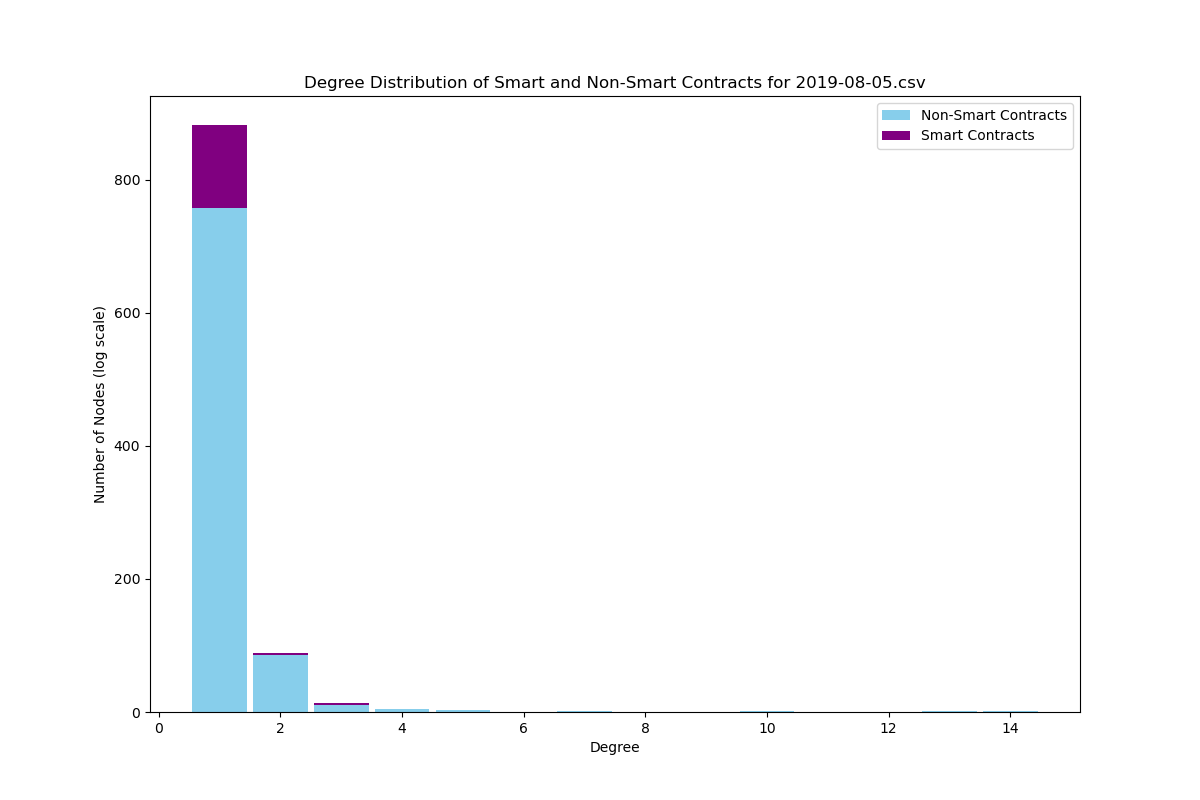 Degree Distribution of Smart and Non-Smart Contracts for 2019-08-05.csv
Non-Smart Contracts
Smart Contracts
800
600
400
200
0
Number of Nodes (log scale)
0 2 4 6 8 10 12 14
Degree